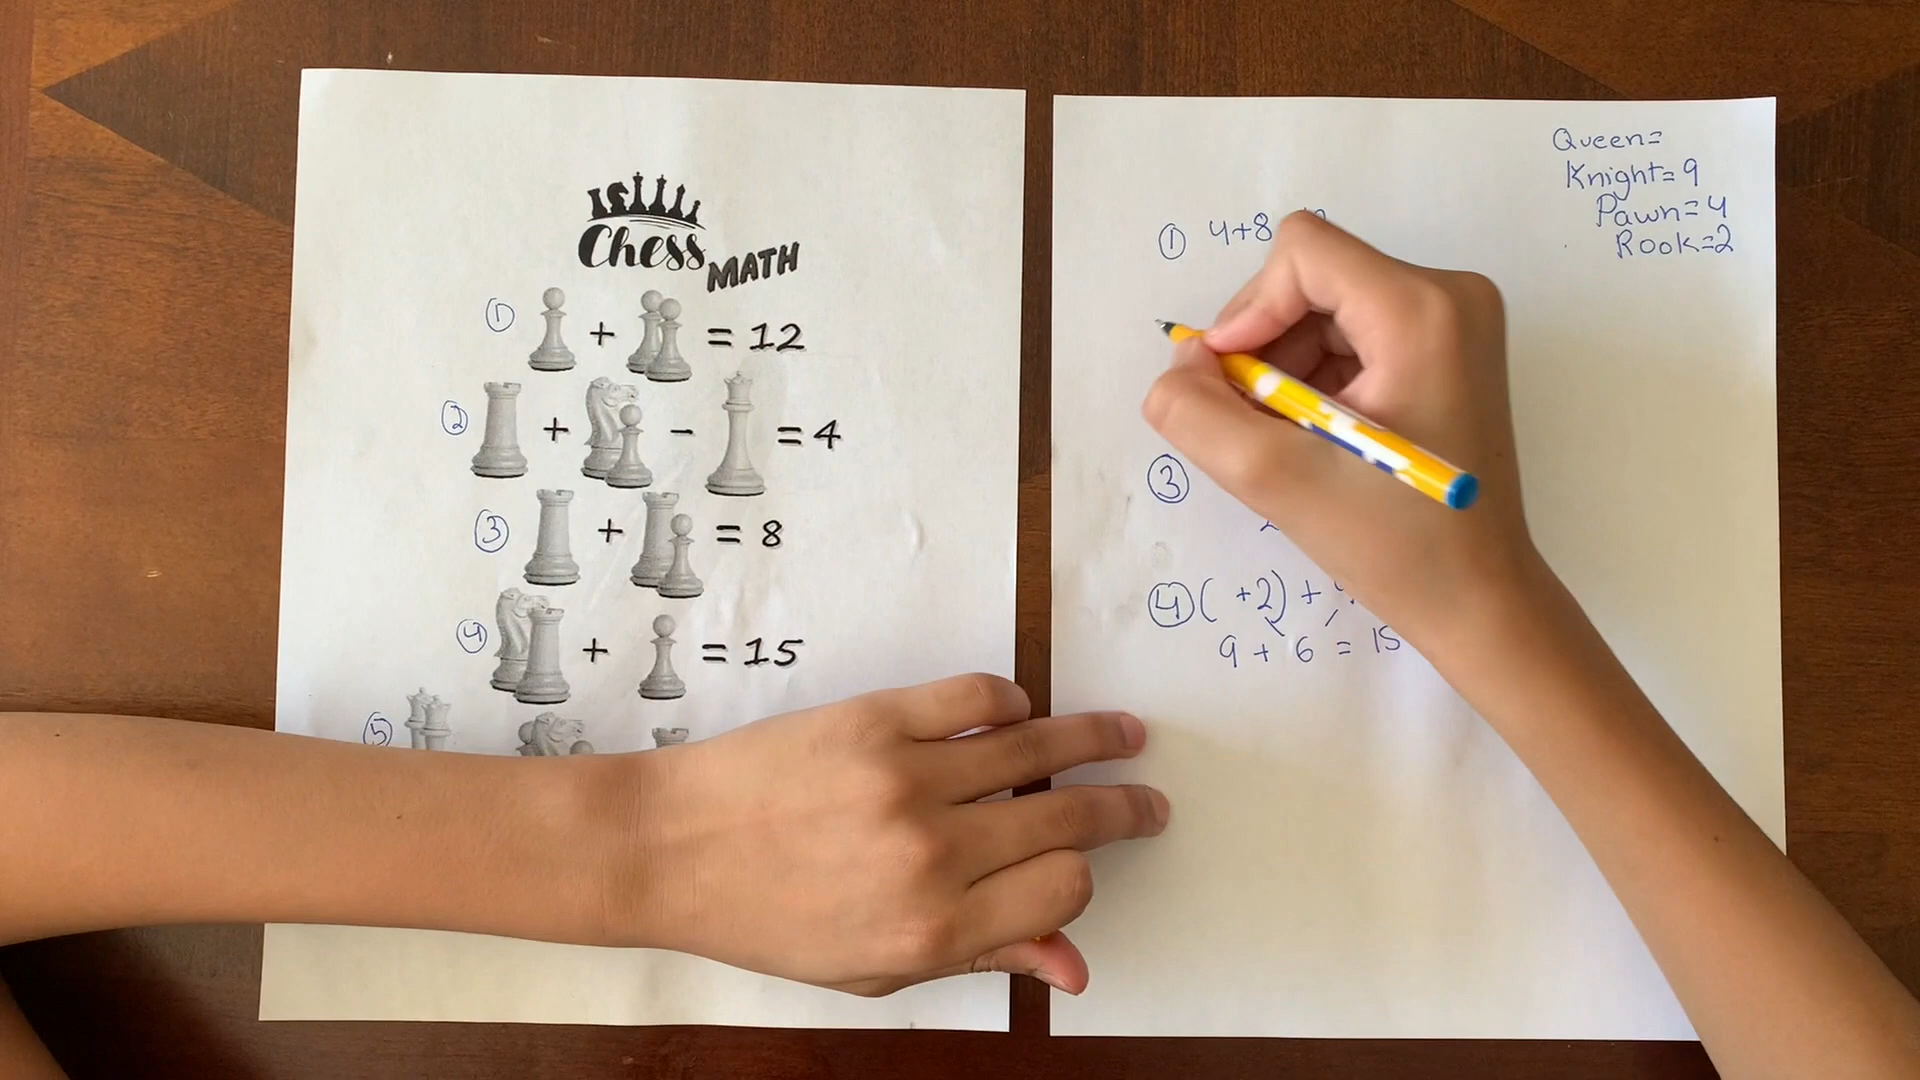 Chess MATH
① + = 12
② + - = 4
③ + = 8
④ + = 15
⑤
Queen=
Knight=9
Pawn=4
Rook=2
① 4+8
③
④ ( +2) +
9 + 6 = 15